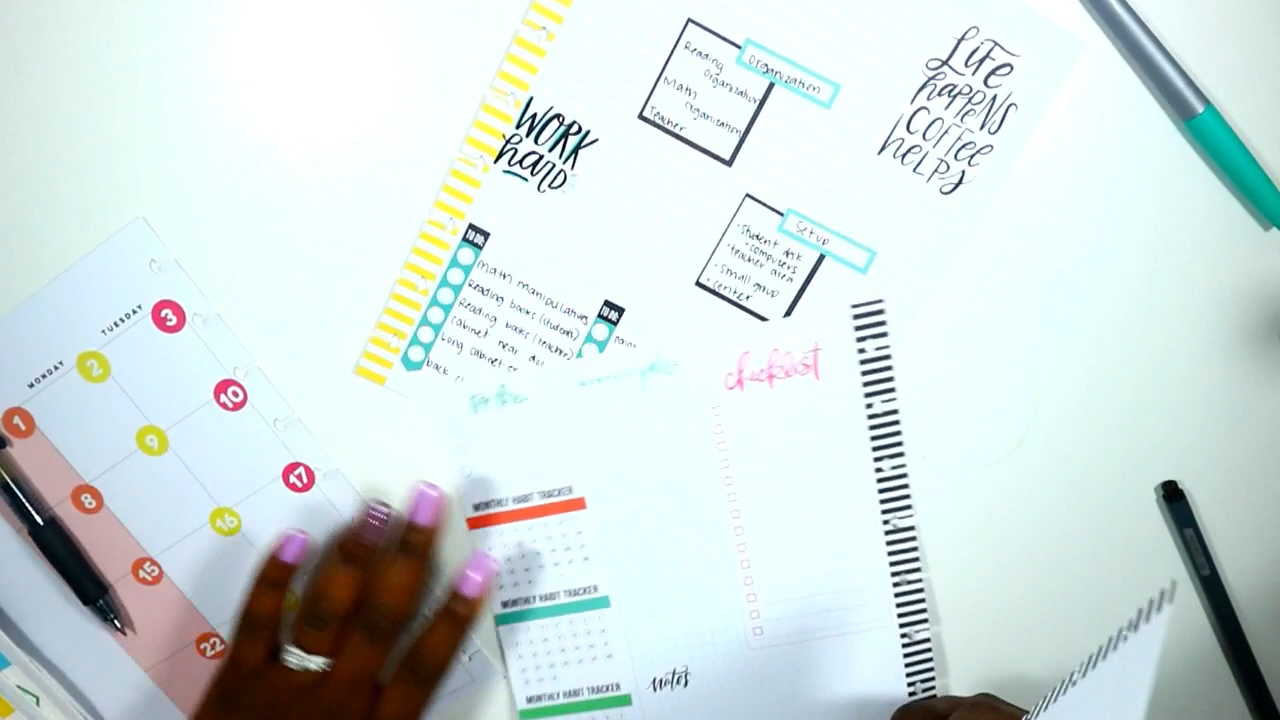 WORK
hard
Reading
Organization
Math
Organization
Teacher
Organization
LiFe
happeNs
COFFee
heLPs
Setup
• Student desk
• computers
• teacher area
• Small group
• center
TO DO:
Math manipulatives
Reading books (students)
Reading books (teacher)
cabinet near
Long cabinet
back
TO DO:
checklist
MONTHLY HABIT TRACKER
MONTHLY HABIT TRACKER
MONTHLY HABIT TRACKER
notes
MONDAY
TUESDAY
1
2
3
8
9
10
15
16
17
22